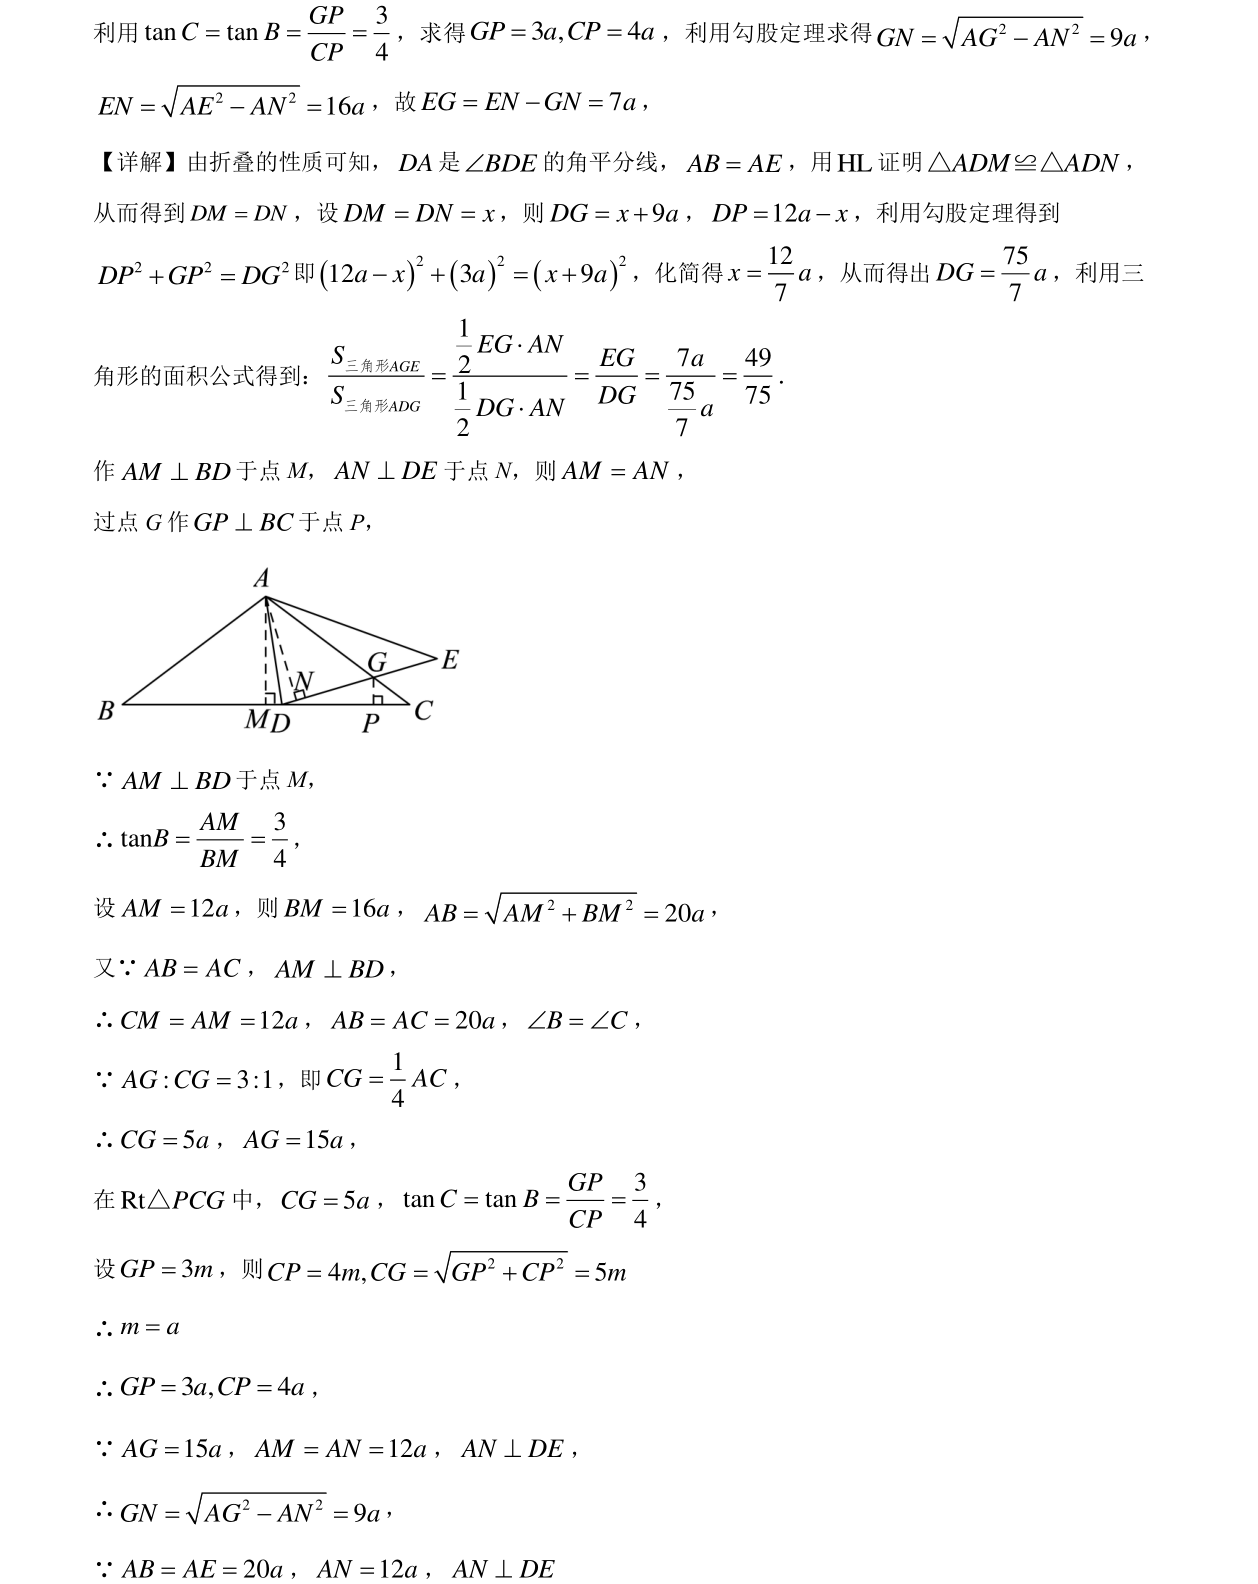 利用 tan C = tan B = GP/CP = 3/4，求得 GP = 3a, CP = 4a，利用勾股定理求得 GN = √(AG² − AN²) = 9a，
EN = √(AE² − AN²) = 16a，故 EG = EN − GN = 7a，
【详解】由折叠的性质可知，DA 是 ∠BDE 的角平分线，AB = AE，用 HL 证明 △ADM ≌ △ADN，
从而得到 DM = DN，设 DM = DN = x，则 DG = x + 9a，DP = 12a − x，利用勾股定理得到
DP² + GP² = DG² 即 (12a − x)² + (3a)² = (x + 9a)²，化简得 x = 12/7 a，从而得出 DG = 75/7 a，利用三
角形的面积公式得到：S三角形AGE / S三角形ADG = (1/2 EG · AN) / (1/2 DG · AN) = EG/DG = 7a / (75/7 a) = 49/75．
作 AM ⊥ BD 于点 M，AN ⊥ DE 于点 N，则 AM = AN，
过点 G 作 GP ⊥ BC 于点 P，
A
G
E
N
B
M D
P
C
∵ AM ⊥ BD 于点 M，
∴ tanB = AM/BM = 3/4，
设 AM = 12a，则 BM = 16a，AB = √(AM² + BM²) = 20a，
又∵ AB = AC，AM ⊥ BD，
∴ CM = AM = 12a，AB = AC = 20a，∠B = ∠C，
∵ AG : CG = 3 : 1，即 CG = 1/4 AC，
∴ CG = 5a，AG = 15a，
在 Rt△PCG 中，CG = 5a，tan C = tan B = GP/CP = 3/4，
设 GP = 3m，则 CP = 4m, CG = √(GP² + CP²) = 5m
∴ m = a
∴ GP = 3a, CP = 4a，
∵ AG = 15a，AM = AN = 12a，AN ⊥ DE，
∴ GN = √(AG² − AN²) = 9a，
∵ AB = AE = 20a，AN = 12a，AN ⊥ DE